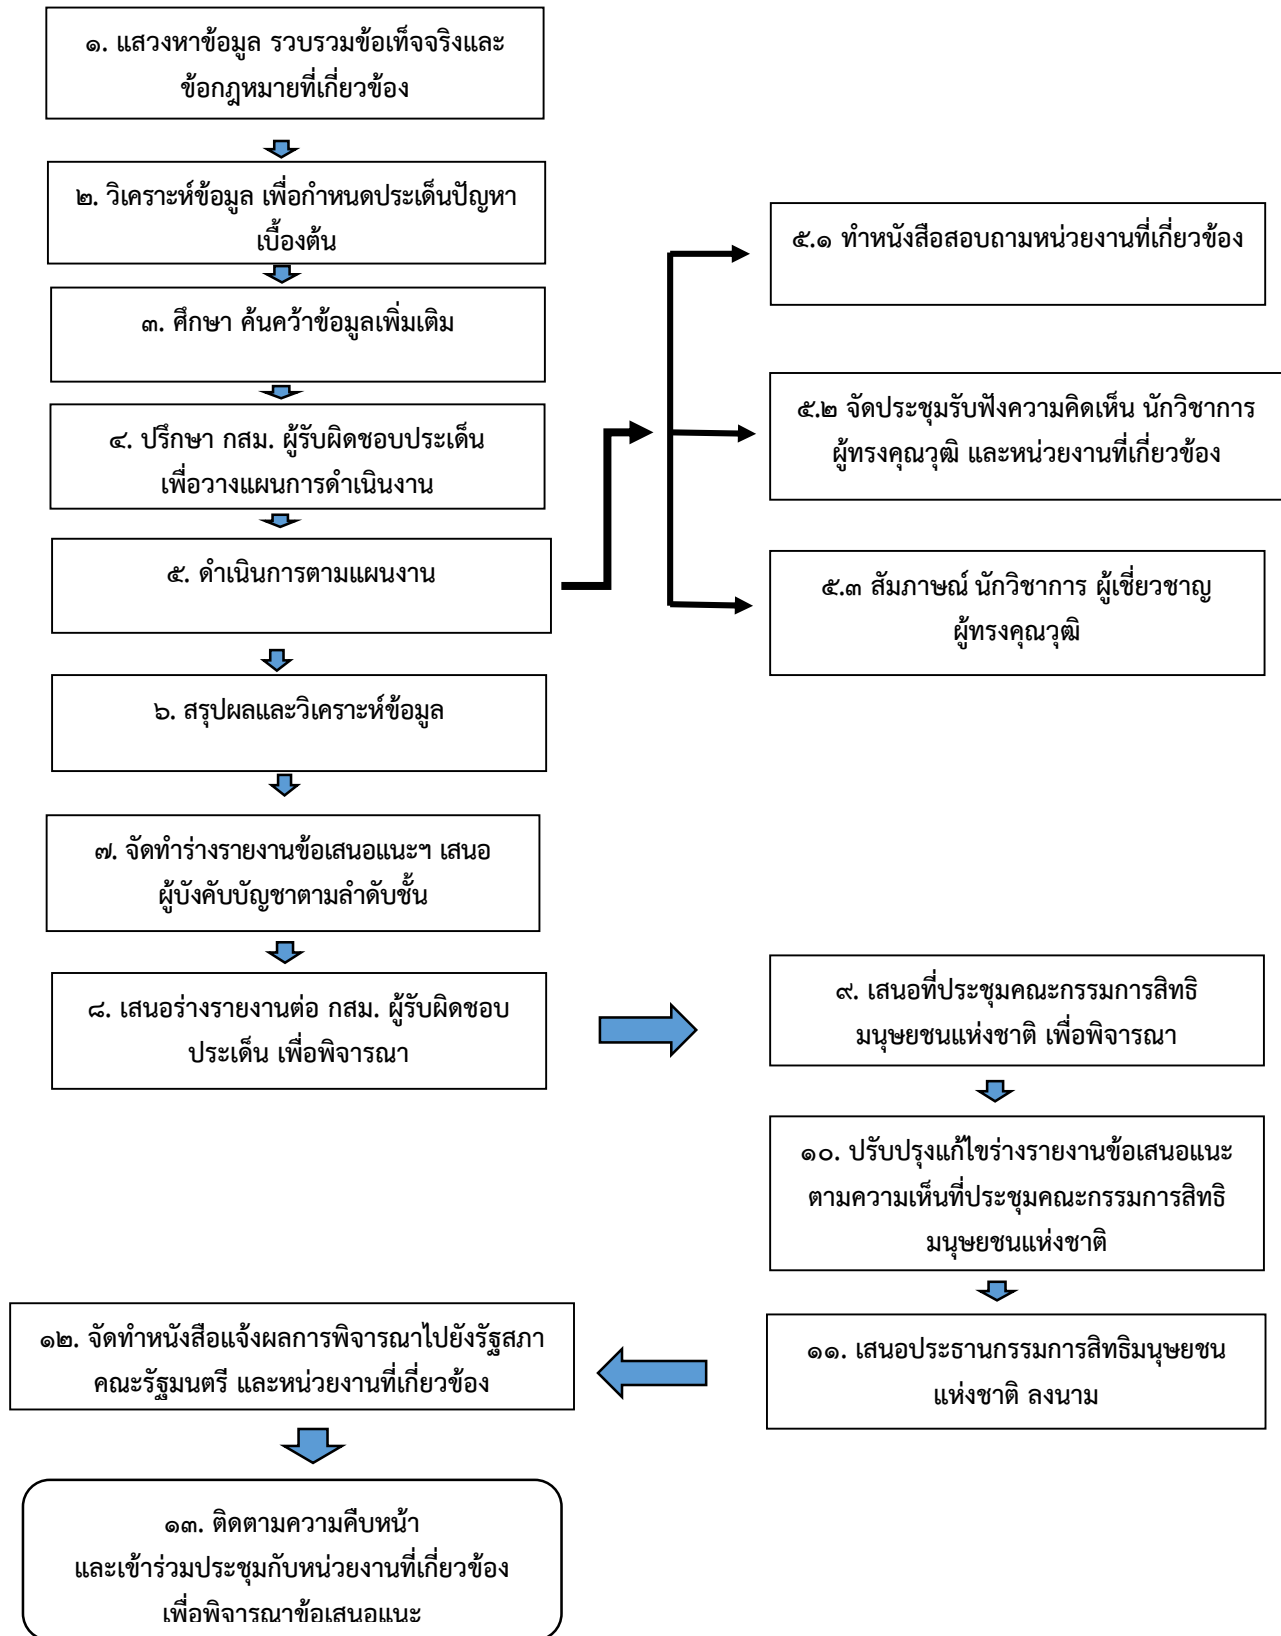 ๑. แสวงหาข้อมูล รวบรวมข้อเท็จจริงและ
ข้อกฎหมายที่เกี่ยวข้อง
๒. วิเคราะห์ข้อมูล เพื่อกำหนดประเด็นปัญหา
เบื้องต้น
๓. ศึกษา ค้นคว้าข้อมูลเพิ่มเติม
๔. ปรึกษา กสม. ผู้รับผิดชอบประเด็น
เพื่อวางแผนการดำเนินงาน
๕. ดำเนินการตามแผนงาน
๕.๑ ทำหนังสือสอบถามหน่วยงานที่เกี่ยวข้อง
๕.๒ จัดประชุมรับฟังความคิดเห็น นักวิชาการ
ผู้ทรงคุณวุฒิ และหน่วยงานที่เกี่ยวข้อง
๕.๓ สัมภาษณ์ นักวิชาการ ผู้เชี่ยวชาญ
ผู้ทรงคุณวุฒิ
๖. สรุปผลและวิเคราะห์ข้อมูล
๗. จัดทำร่างรายงานข้อเสนอแนะฯ เสนอ
ผู้บังคับบัญชาตามลำดับชั้น
๘. เสนอร่างรายงานต่อ กสม. ผู้รับผิดชอบ
ประเด็น เพื่อพิจารณา
๙. เสนอที่ประชุมคณะกรรมการสิทธิ
มนุษยชนแห่งชาติ เพื่อพิจารณา
๑๐. ปรับปรุงแก้ไขร่างรายงานข้อเสนอแนะ
ตามความเห็นที่ประชุมคณะกรรมการสิทธิ
มนุษยชนแห่งชาติ
๑๑. เสนอประธานกรรมการสิทธิมนุษยชน
แห่งชาติ ลงนาม
๑๒. จัดทำหนังสือแจ้งผลการพิจารณาไปยังรัฐสภา
คณะรัฐมนตรี และหน่วยงานที่เกี่ยวข้อง
๑๓. ติดตามความคืบหน้า
และเข้าร่วมประชุมกับหน่วยงานที่เกี่ยวข้อง
เพื่อพิจารณาข้อเสนอแนะ